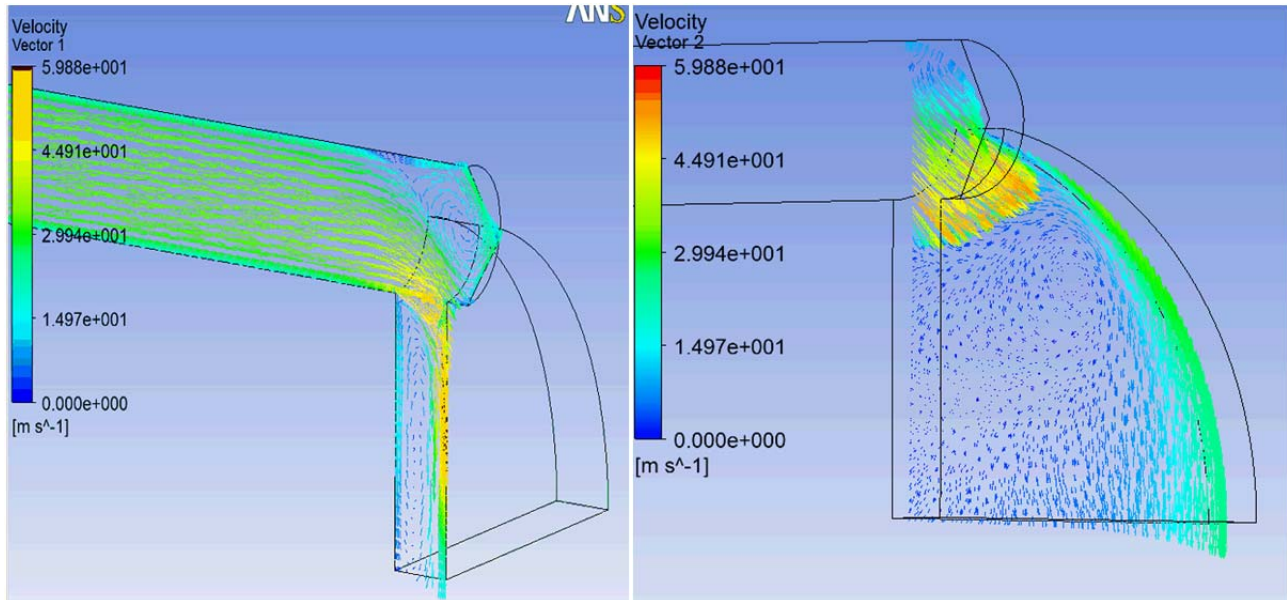 ANS
Velocity
Vector 1
5.988e+001
4.491e+001
2.994e+001
1.497e+001
0.000e+000
[m s^-1]
Velocity
Vector 2
5.988e+001
4.491e+001
2.994e+001
1.497e+001
0.000e+000
[m s^-1]